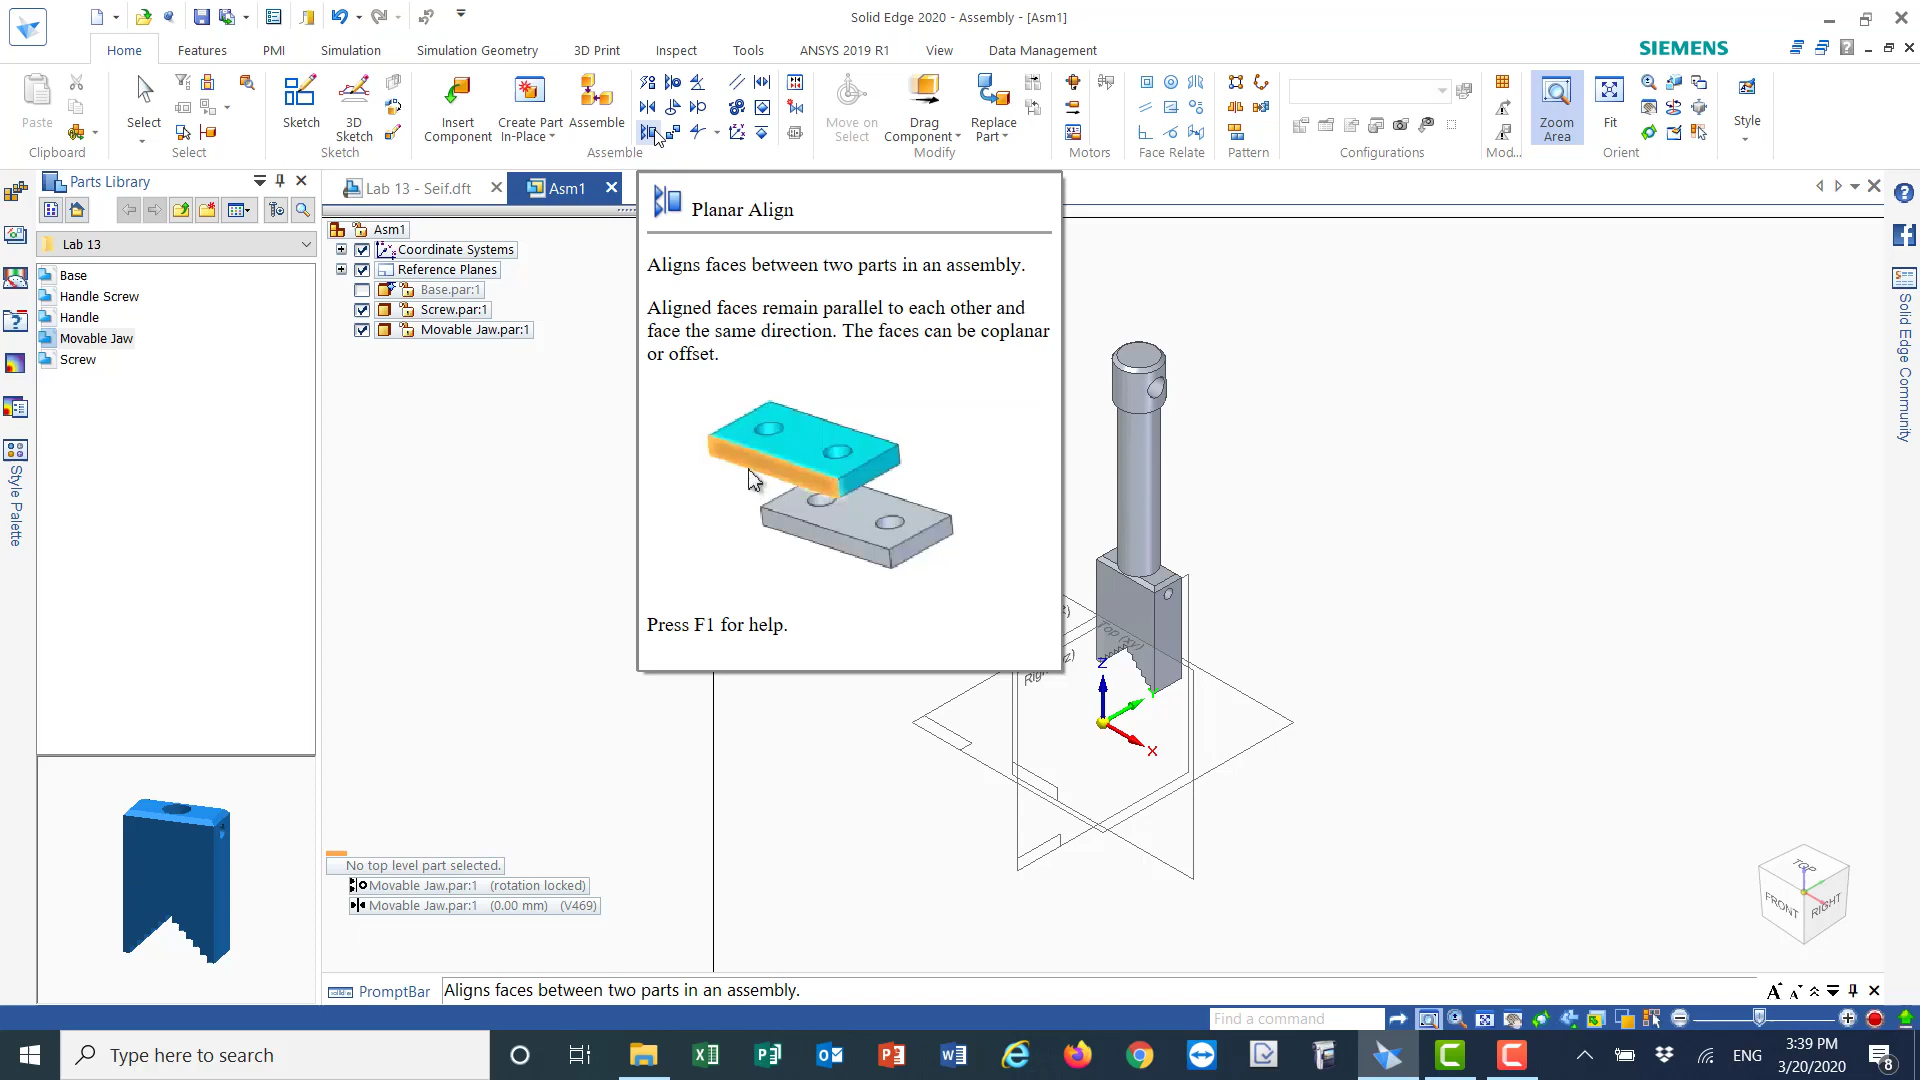 Solid Edge 2020 - Assembly - [Asm1]
Home
Features
PMI
Simulation
Simulation Geometry
3D Print
Inspect
Tools
ANSYS 2019 R1
View
Data Management
SIEMENS
Paste
Clipboard
Select
Select
Sketch
3D
Sketch
Sketch
Insert
Component
Create Part
In-Place
Assemble
Assemble
Move on
Select
Drag
Component
Replace
Part
Modify
Motors
Face Relate
Pattern
Configurations
Mod...
Zoom
Area
Fit
Orient
Style
Parts Library
Lab 13
Base
Handle Screw
Handle
Movable Jaw
Screw
Style Palette
Lab 13 - Seif.dft
Asm1
Asm1
Coordinate Systems
Reference Planes
Base.par:1
Screw.par:1
Movable Jaw.par:1
Planar Align
Aligns faces between two parts in an assembly.
Aligned faces remain parallel to each other and
face the same direction. The faces can be coplanar
or offset.
Press F1 for help.
Top (xy)
Z
Y
X
TOP
FRONT
RIGHT
Solid Edge Community
No top level part selected.
Movable Jaw.par:1 (rotation locked)
Movable Jaw.par:1 (0.00 mm) (V469)
PromptBar
Aligns faces between two parts in an assembly.
Find a command
Type here to search
ENG
3:39 PM
3/20/2020
8